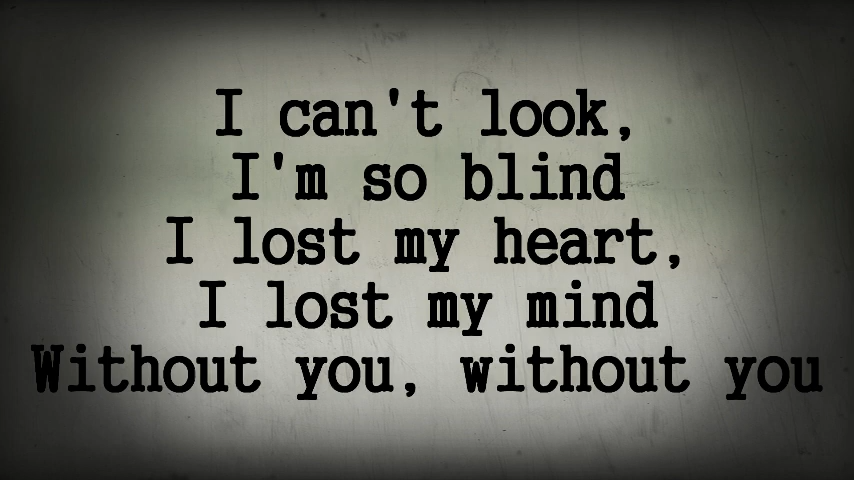 I can't look,
I'm so blind
I lost my heart,
I lost my mind
Without you, without you